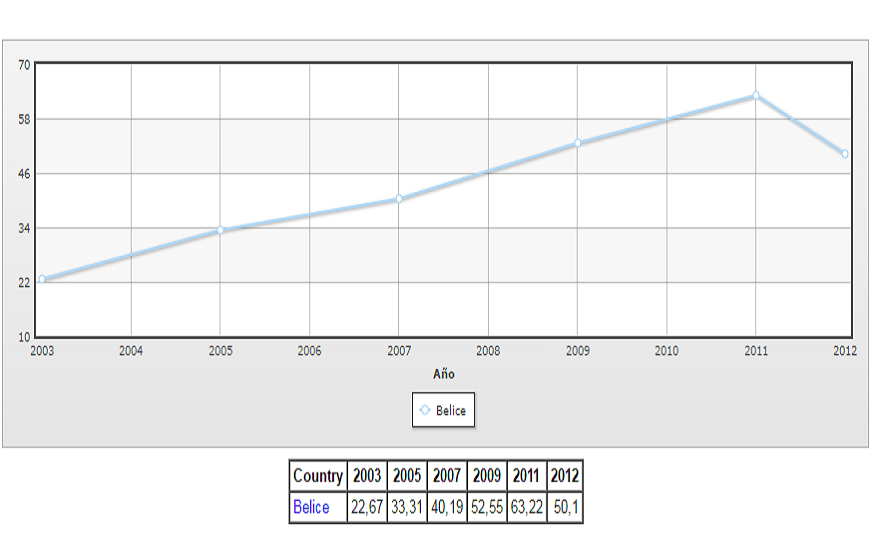 70
58
46
34
22
10
2003 2004 2005 2006 2007 2008 2009 2010 2011 2012
Año
Belice
Country 2003 2005 2007 2009 2011 2012
Belice 22,67 33,31 40,19 52,55 63,22 50,1